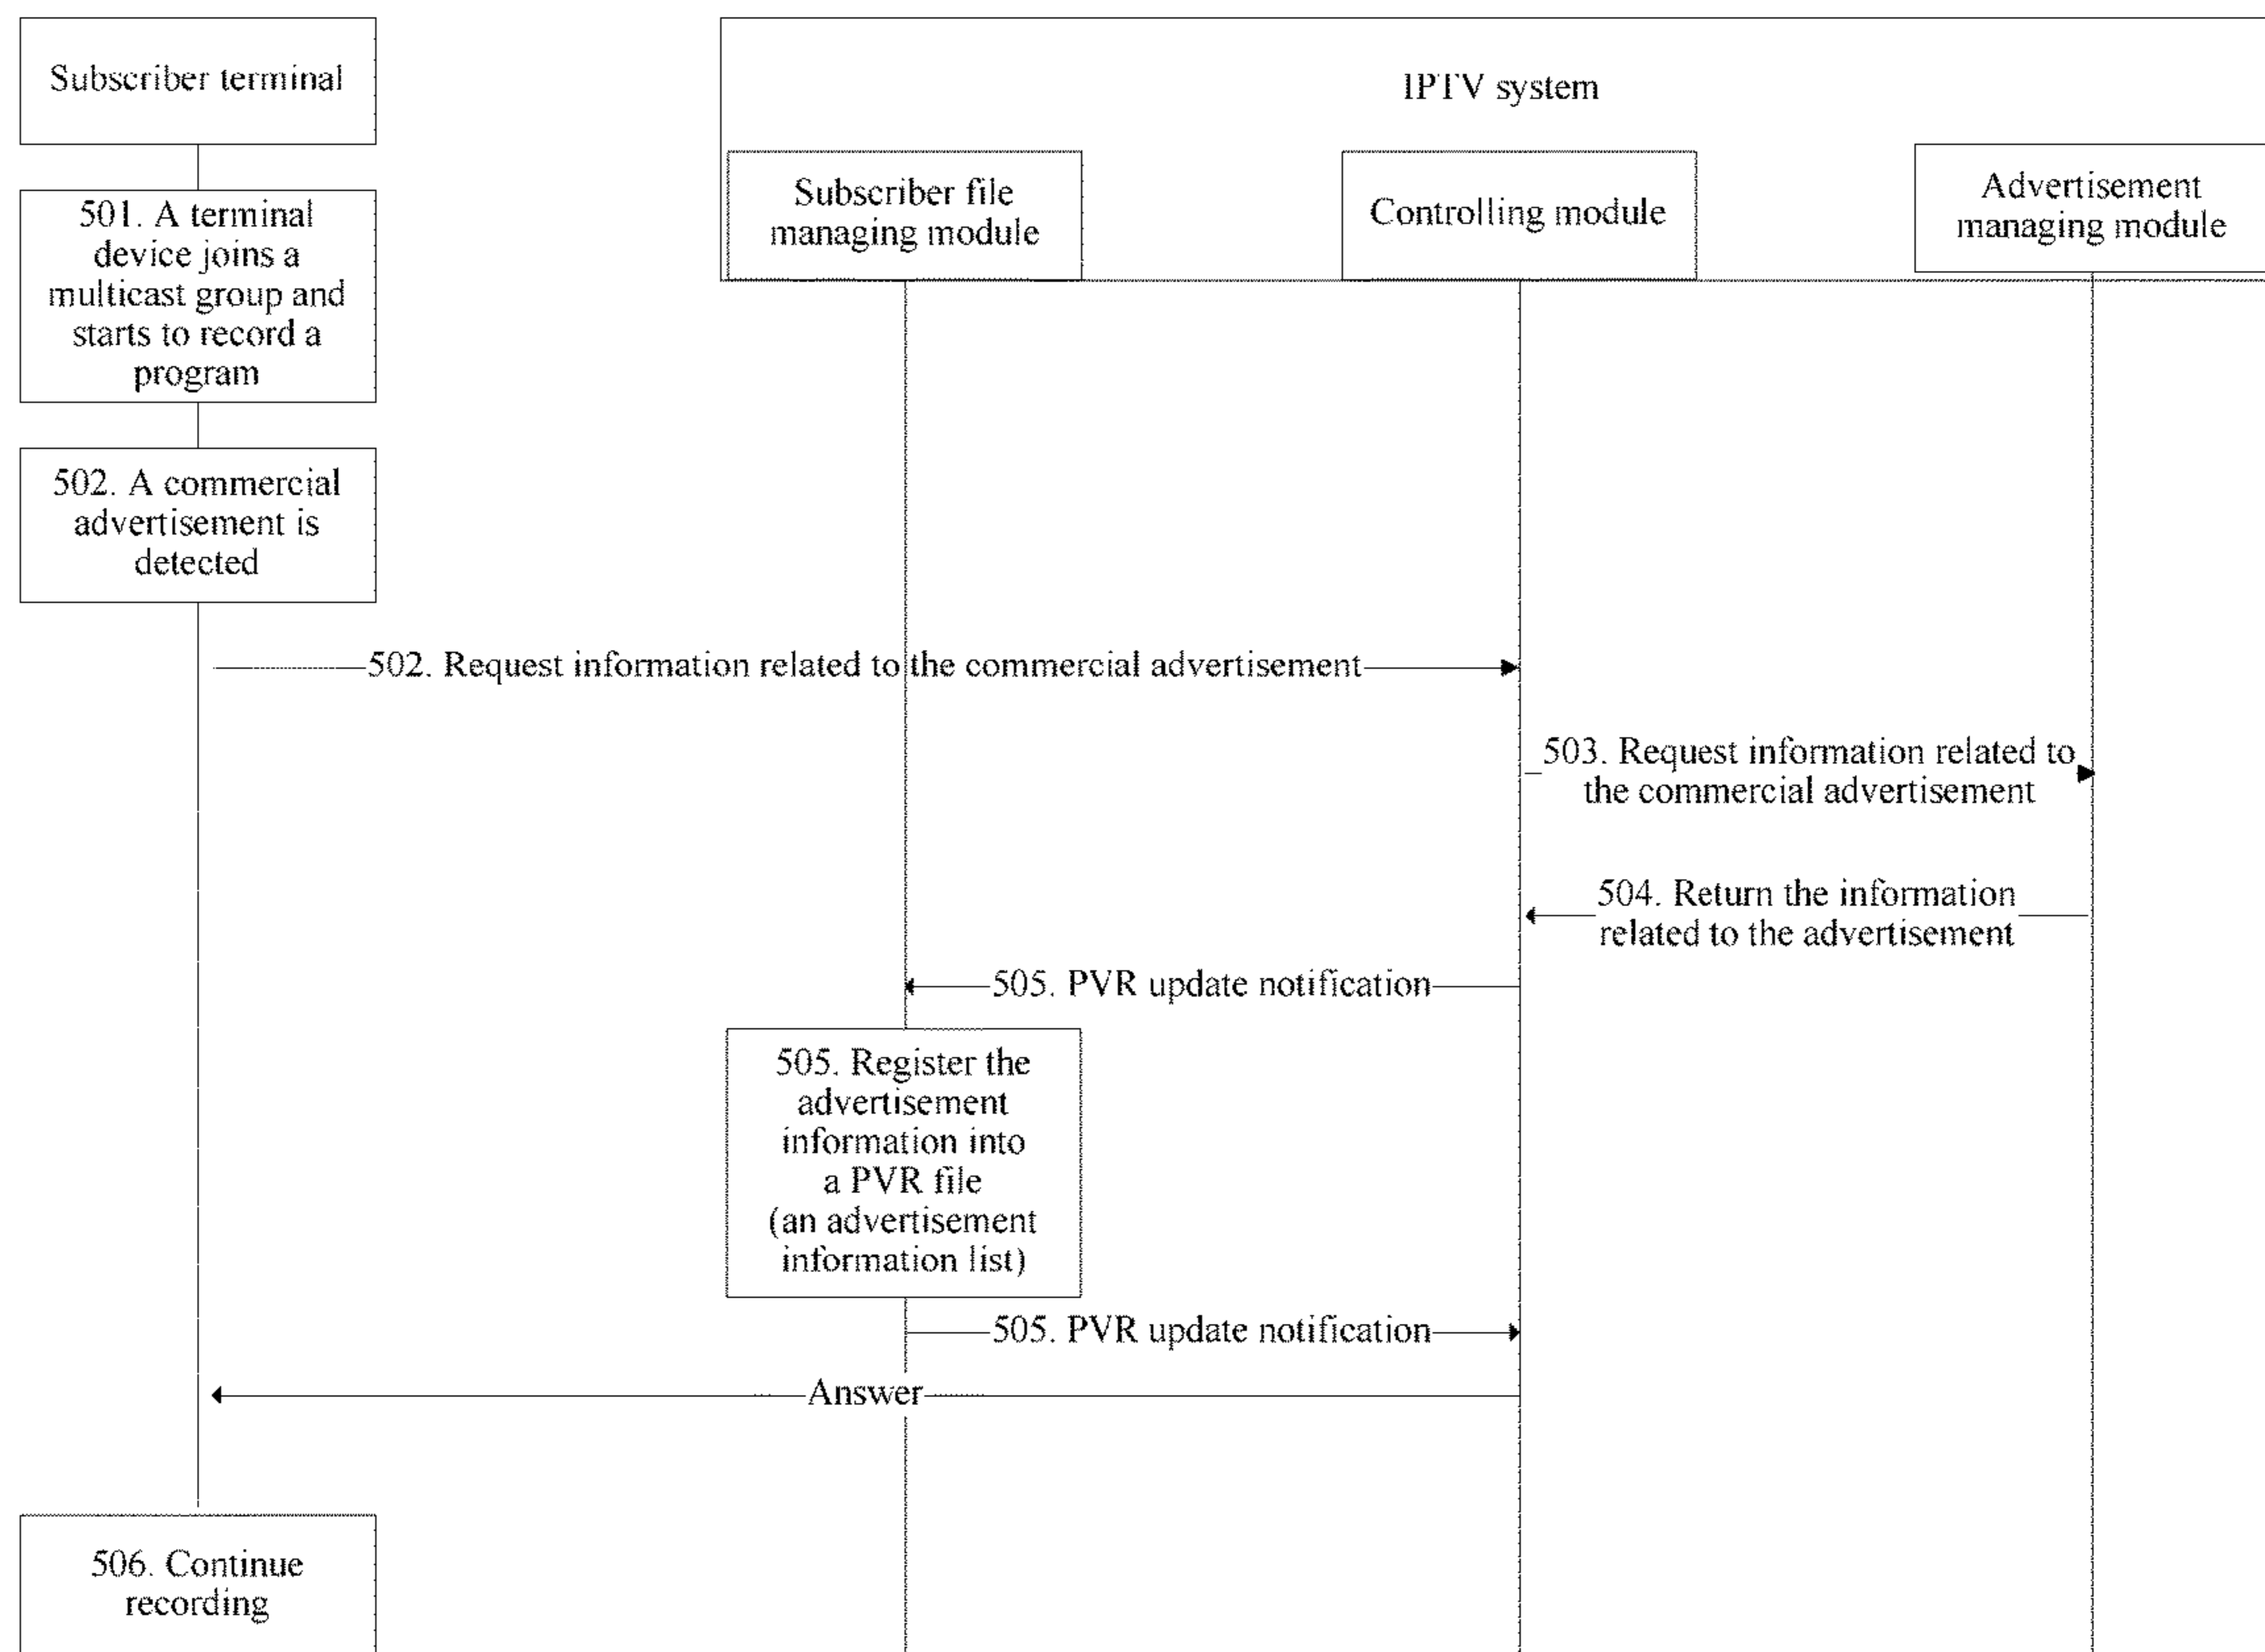 Subscriber terminal
IPTV system
Subscriber file
managing module
Controlling module
Advertisement
managing module
501. A terminal
device joins a
multicast group and
starts to record a
program
502. A commercial
advertisement is
detected
502. Request information related to the commercial advertisement
503. Request information related to
the commercial advertisement
504. Return the information
related to the advertisement
505. PVR update notification
505. Register the
advertisement
information into
a PVR file
(an advertisement
information list)
505. PVR update notification
Answer
506. Continue
recording